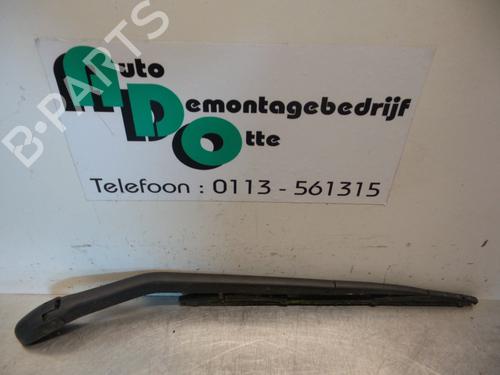 Auto
Demontagebedrijf
Otte
Telefoon : 0113 - 561315
B-PARTS